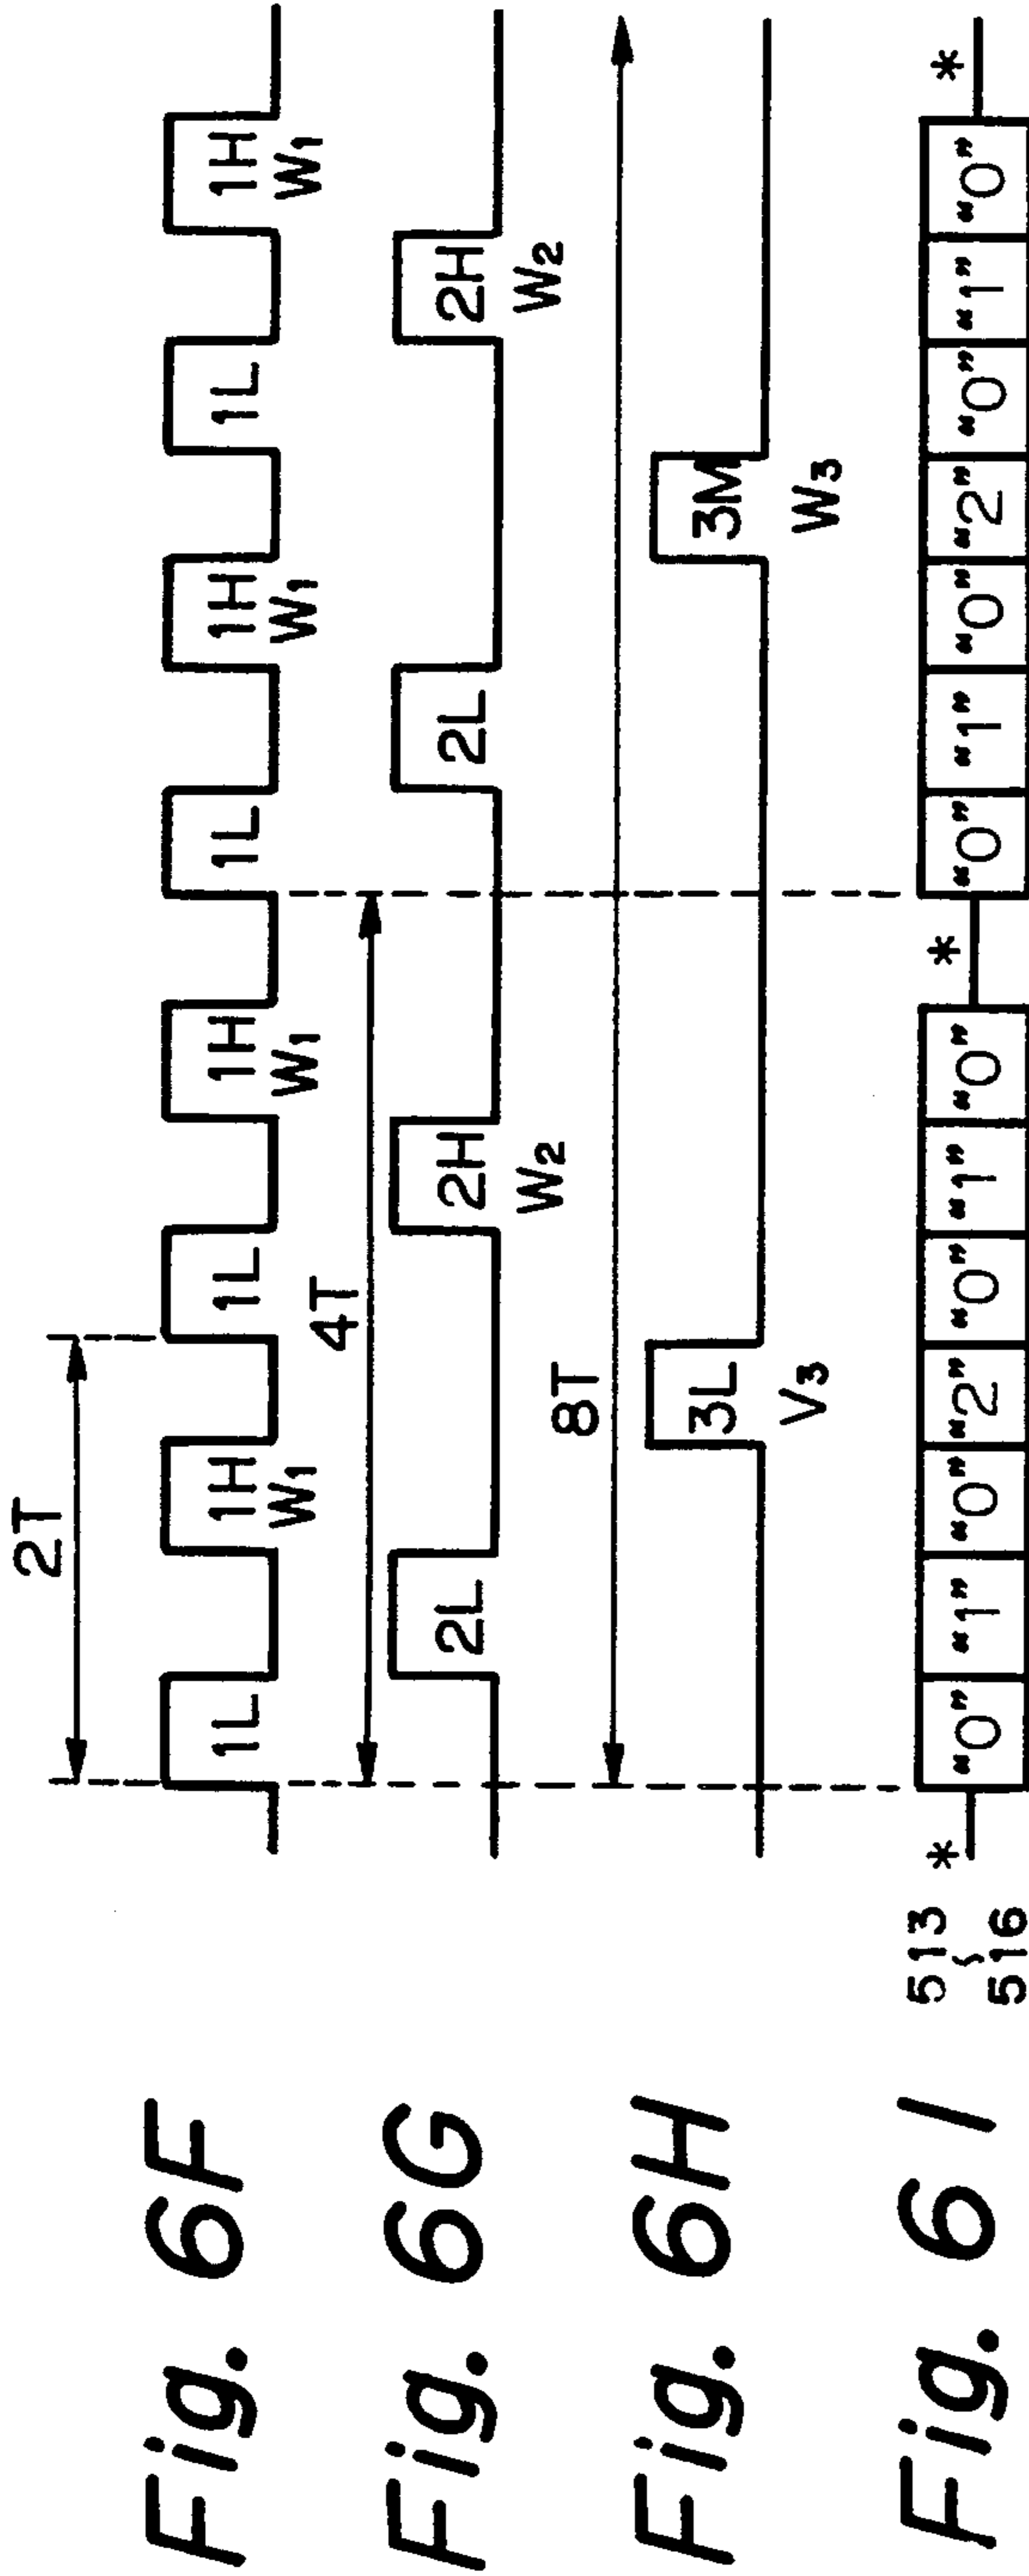 2T
Fig. 6F
1L 1H 1L 1H 1L 1H 1L 1H
W1 W1 W1 W1
4T
Fig. 6G
2L 2H 2L 2H
W2 W2
8T
Fig. 6H
3L 3M
V3 W3
Fig. 6I
513
~
516
* "0" "1" "0" "2" "0" "1" "0" * "0" "1" "0" "2" "0" "1" "0" *